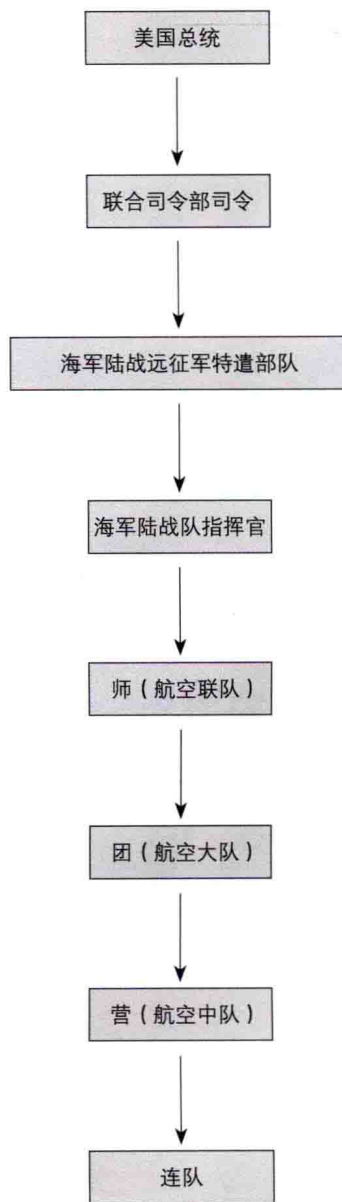 美国总统
联合司令部司令
海军陆战远征军特遣部队
海军陆战队指挥官
师（航空联队）
团（航空大队）
营（航空中队）
连队